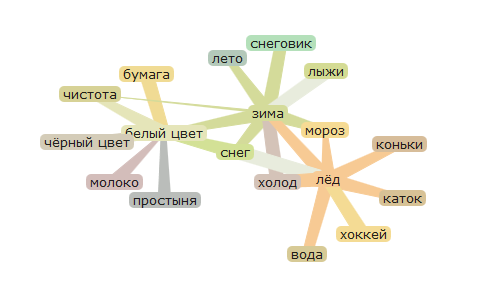 снеговик
лето
лыжи
бумага
чистота
зима
мороз
белый цвет
чёрный цвет
коньки
снег
молоко
холод
лёд
простыня
каток
хоккей
вода